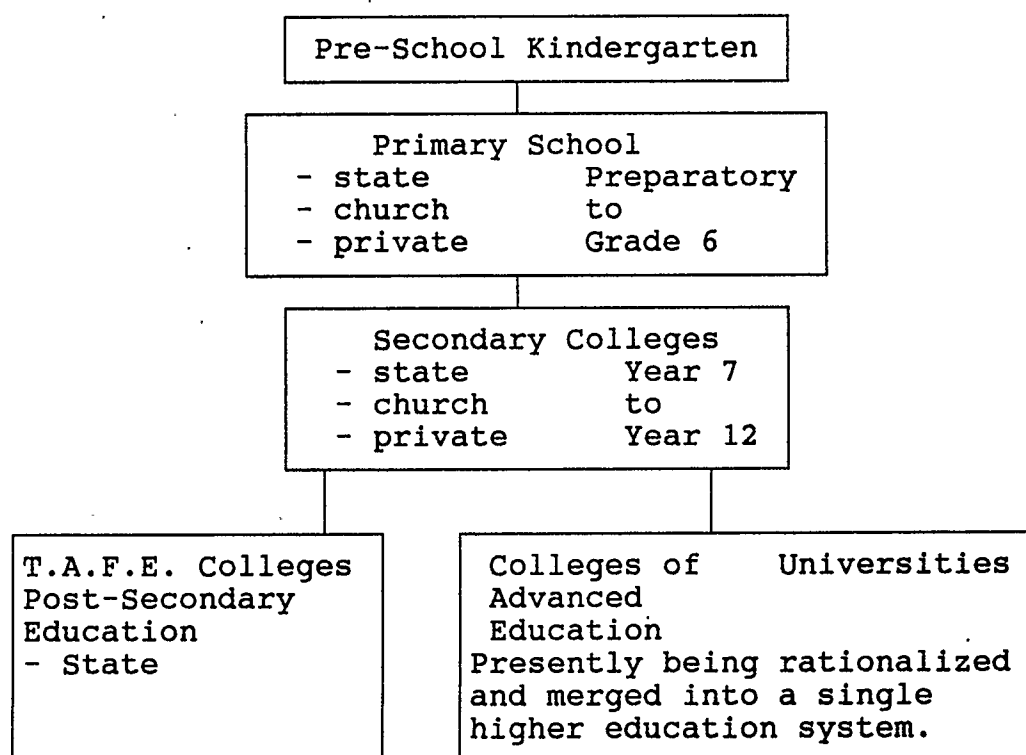 Pre-School Kindergarten
Primary School
- state Preparatory
- church to
- private Grade 6
Secondary Colleges
- state Year 7
- church to
- private Year 12
T.A.F.E. Colleges
Post-Secondary
Education
- State
Colleges of Universities
Advanced
Education
Presently being rationalized
and merged into a single
higher education system.